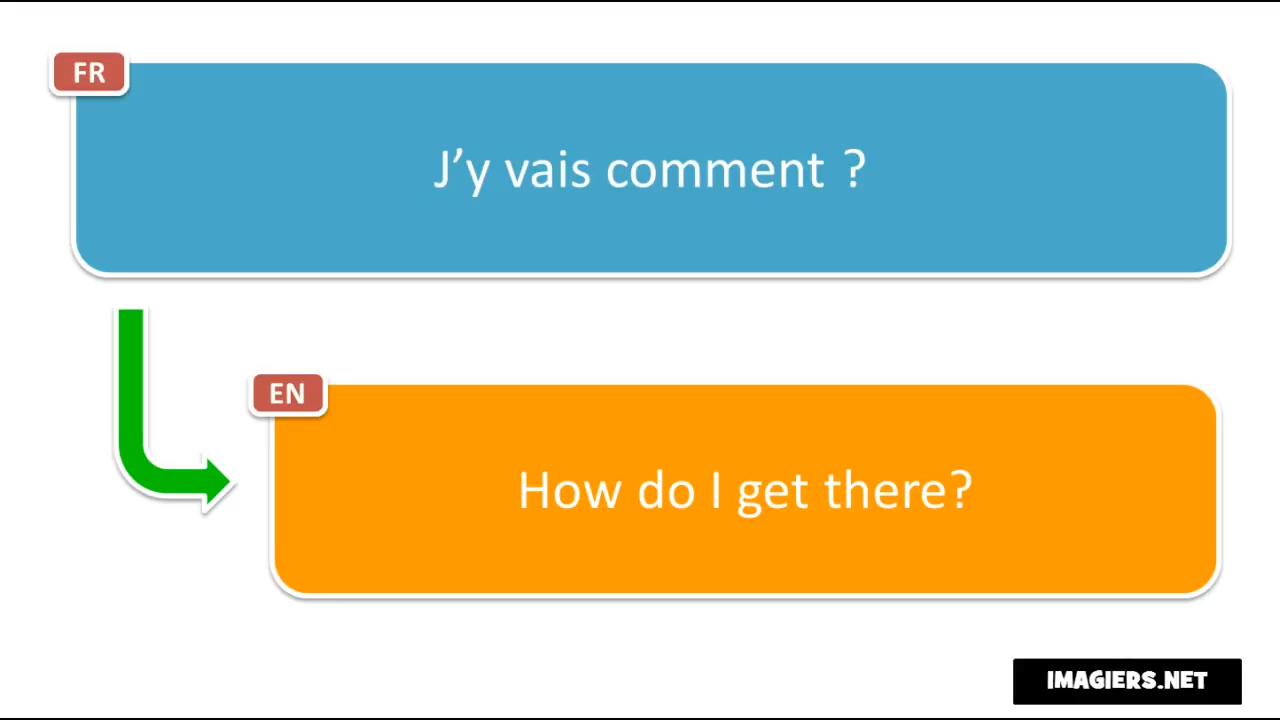 FR
J’y vais comment ?
EN
How do I get there?
IMAGIERS.NET